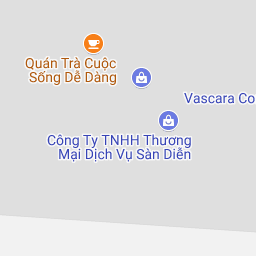 Quán Trà Cuộc
Sống Dễ Dàng
Vascara Co
Công Ty TNHH Thương
Mại Dịch Vụ Sàn Diễn